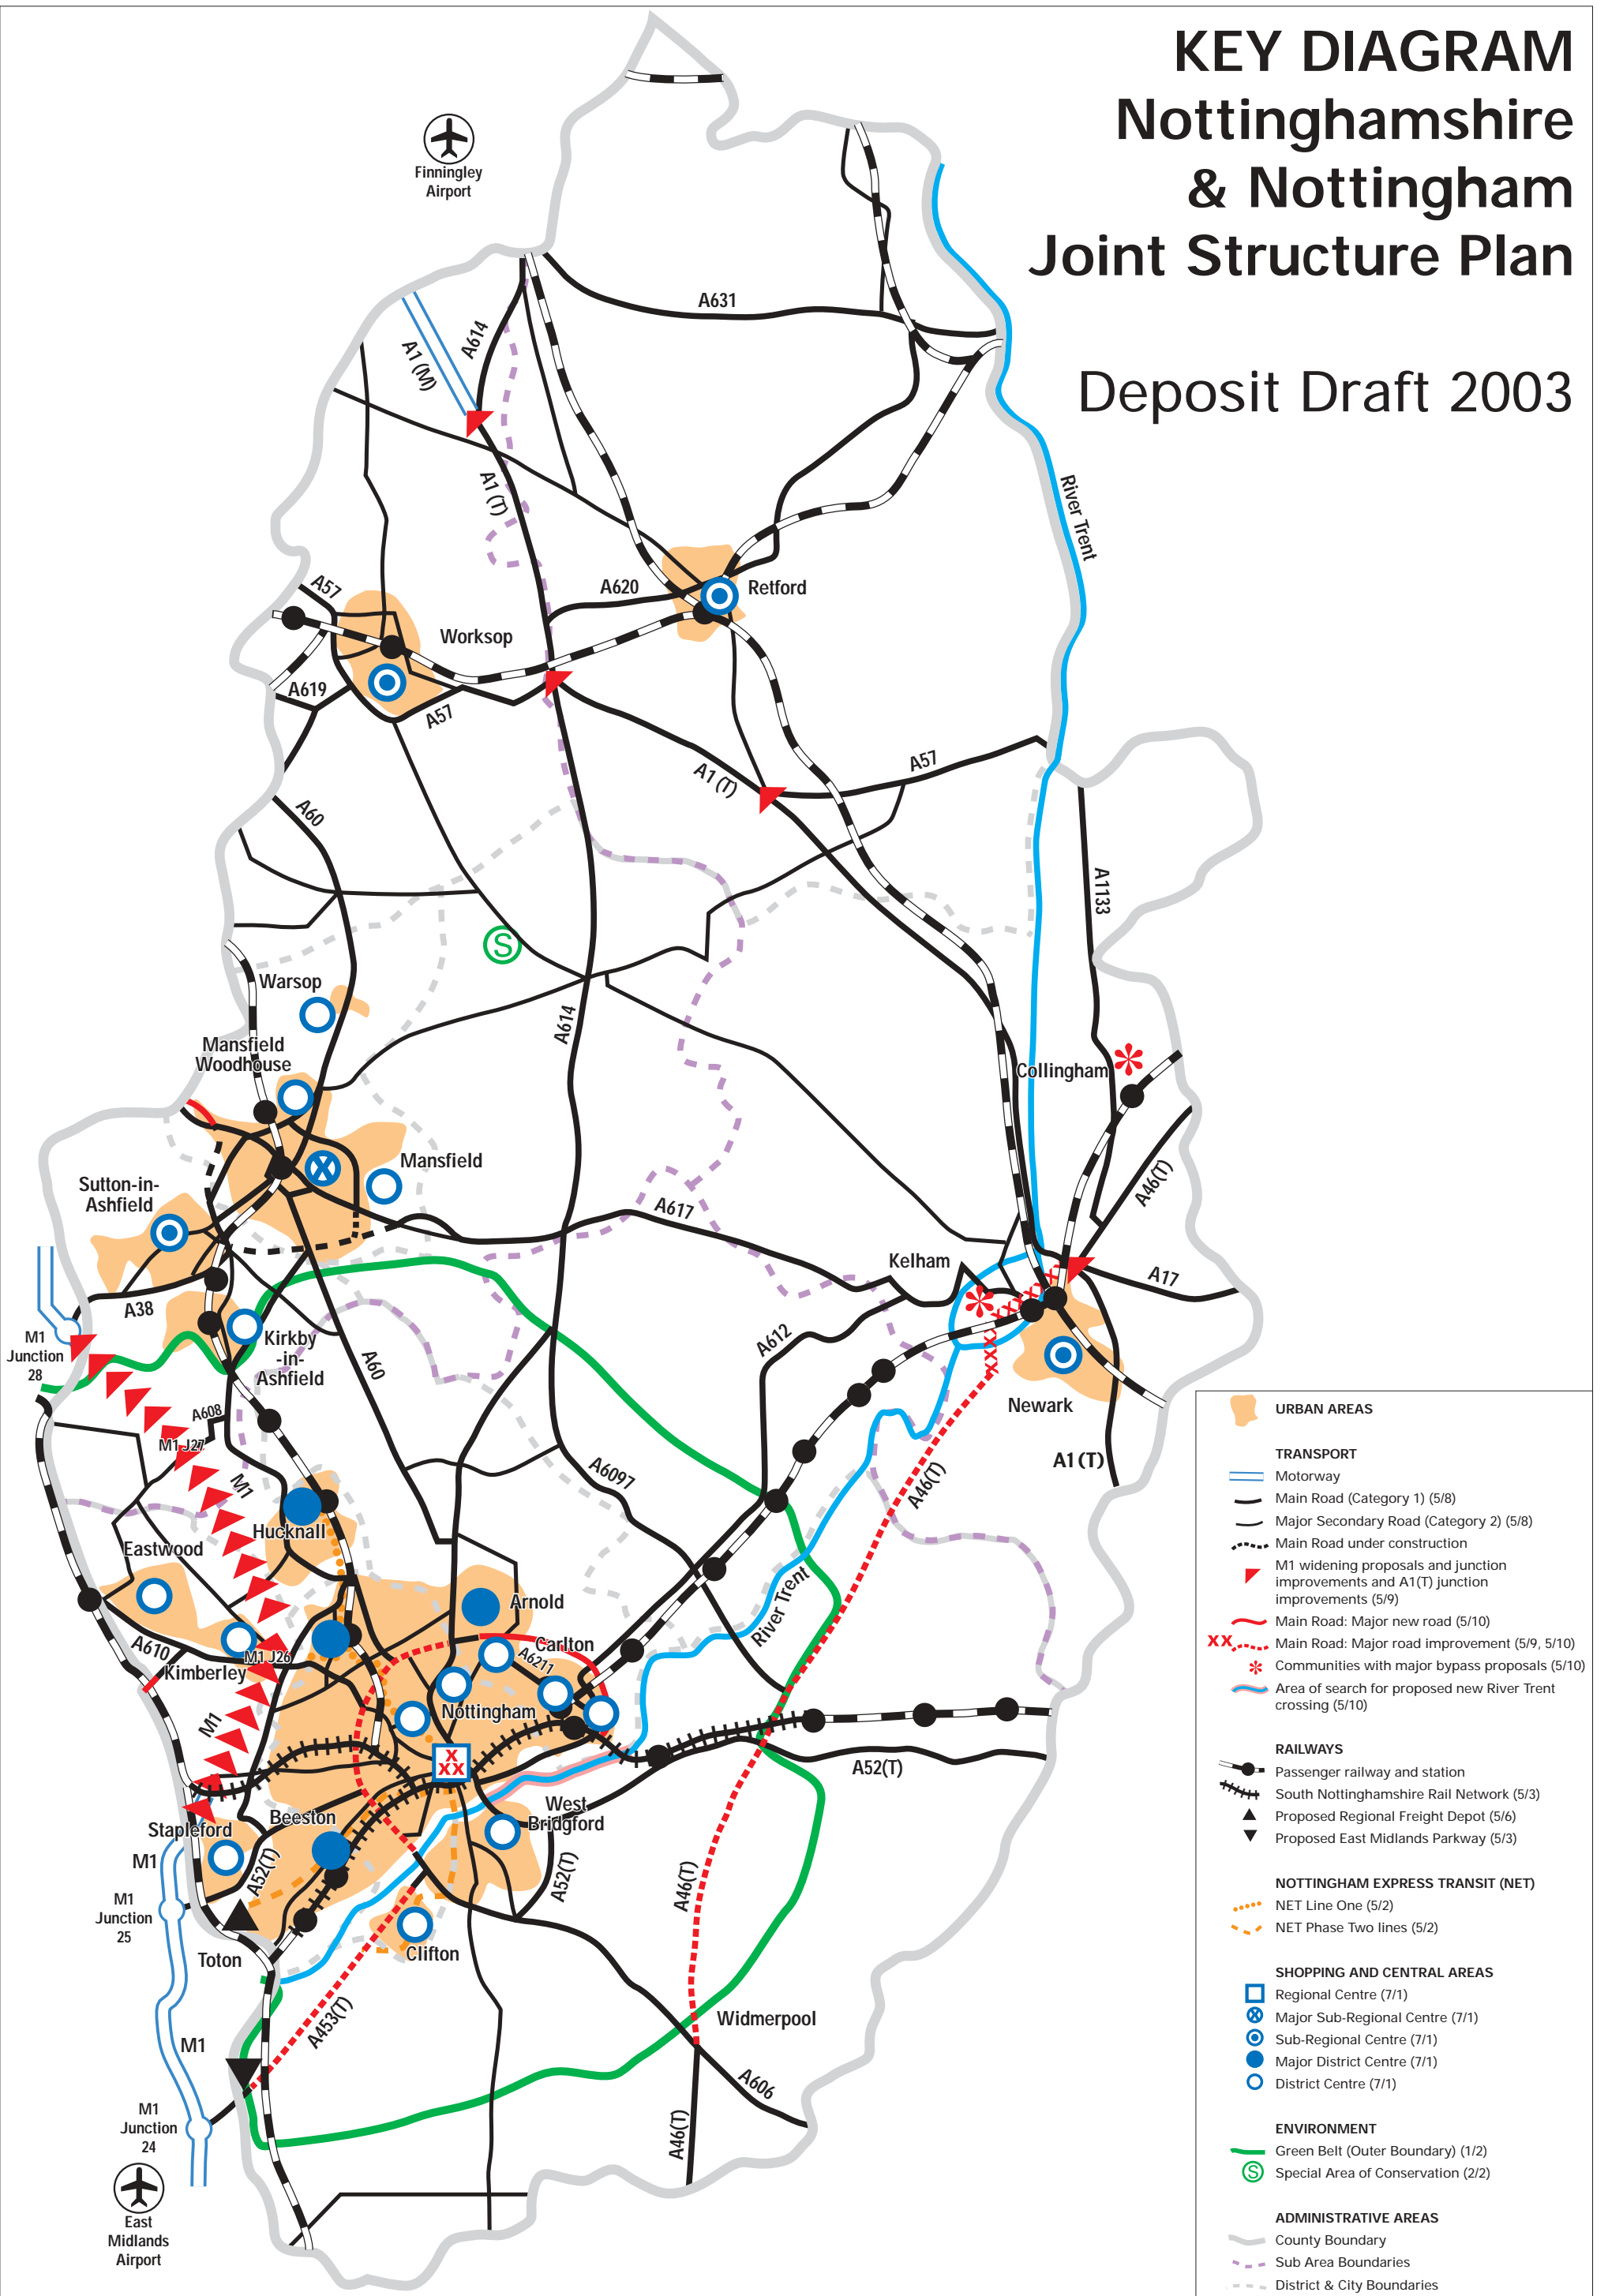 KEY DIAGRAM
Nottinghamshire
& Nottingham
Joint Structure Plan
Deposit Draft 2003
Finningley
Airport
A631
A614
A1 (M)
A1 (T)
River Trent
A57
A620
Retford
Worksop
A619
A57
A1 (T)
A57
A60
A1133
S
Warsop
A614
Mansfield
Woodhouse
Collingham
Mansfield
Sutton-in-
Ashfield
A46(T)
A617
Kelham
A17
A38
M1
Junction
28
Kirkby
-in-
Ashfield
A612
A60
xxxxx
xxx
Newark
A608
M1 J27
A1 (T)
M1
A6097
A46(T)
Hucknall
Eastwood
Arnold
River Trent
Carlton
A610
M1 J26
A6211
Kimberley
Nottingham
M1
x
xx
A52(T)
West
Bridgford
Beeston
Stapleford
M1
A52(T)
A52(T)
A46(T)
M1
Junction
25
Toton
Clifton
A453(T)
Widmerpool
M1
A606
M1
Junction
24
A46(T)
East
Midlands
Airport
URBAN AREAS
TRANSPORT
Motorway
Main Road (Category 1) (5/8)
Major Secondary Road (Category 2) (5/8)
Main Road under construction
M1 widening proposals and junction
improvements and A1(T) junction
improvements (5/9)
Main Road: Major new road (5/10)
xx Main Road: Major road improvement (5/9, 5/10)
Communities with major bypass proposals (5/10)
Area of search for proposed new River Trent
crossing (5/10)
RAILWAYS
Passenger railway and station
South Nottinghamshire Rail Network (5/3)
Proposed Regional Freight Depot (5/6)
Proposed East Midlands Parkway (5/3)
NOTTINGHAM EXPRESS TRANSIT (NET)
NET Line One (5/2)
NET Phase Two lines (5/2)
SHOPPING AND CENTRAL AREAS
Regional Centre (7/1)
Major Sub-Regional Centre (7/1)
Sub-Regional Centre (7/1)
Major District Centre (7/1)
District Centre (7/1)
ENVIRONMENT
Green Belt (Outer Boundary) (1/2)
S Special Area of Conservation (2/2)
ADMINISTRATIVE AREAS
County Boundary
Sub Area Boundaries
District & City Boundaries